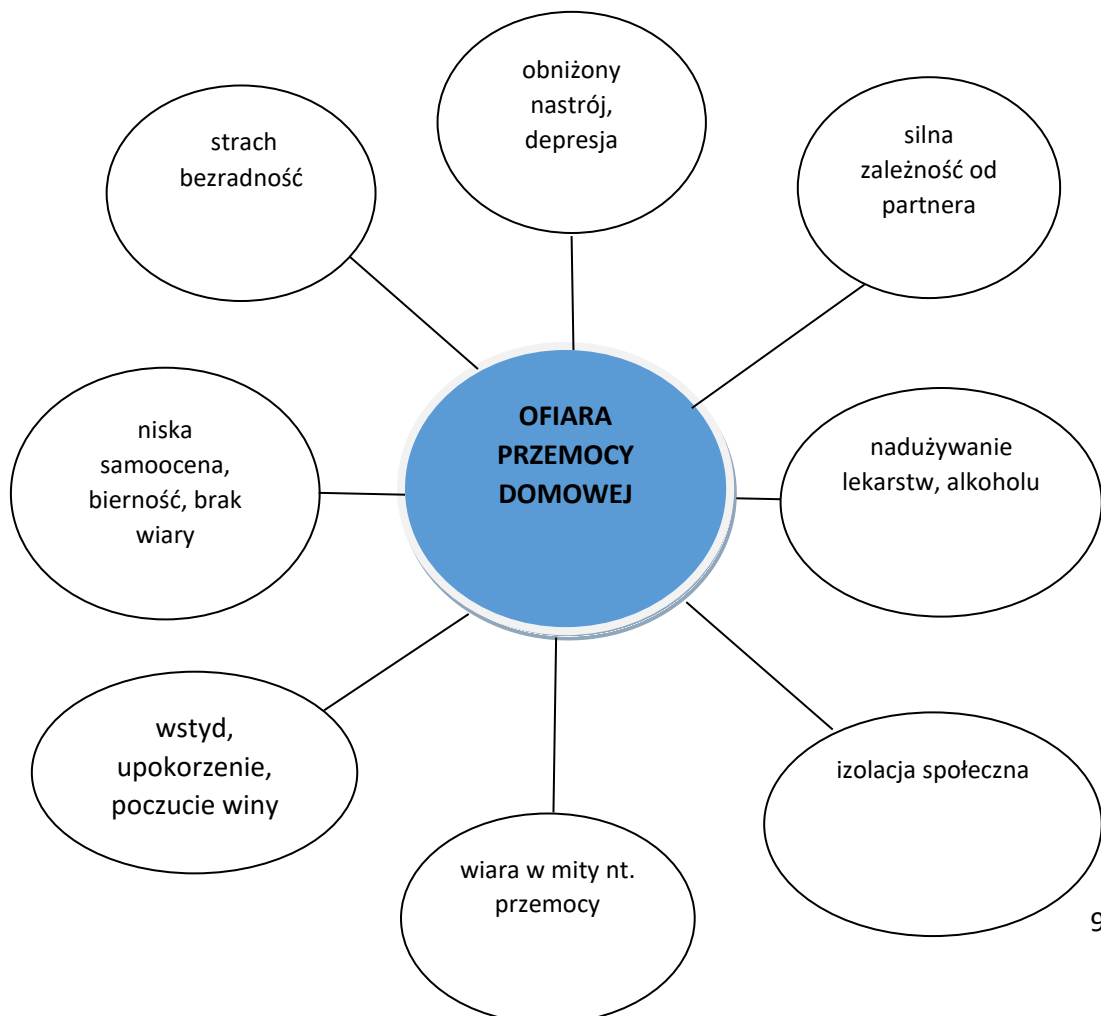 obniżony
nastrój,
depresja
strach
bezradność
silna
zależność od
partnera
OFIARA
PRZEMOCY
DOMOWEJ
niska
samoocena,
bierność, brak
wiary
nadużywanie
lekarstw, alkoholu
wstyd,
upokorzenie,
poczucie winy
izolacja społeczna
wiara w mity nt.
przemocy
9